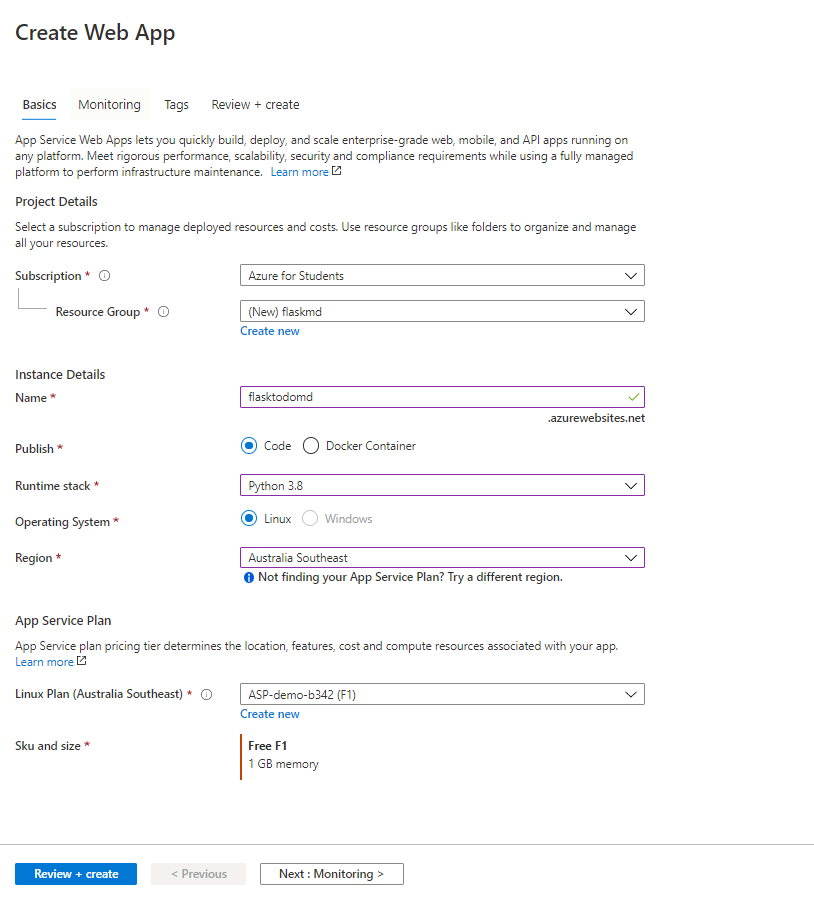 Create Web App
Basics
Monitoring
Tags
Review + create
App Service Web Apps lets you quickly build, deploy, and scale enterprise-grade web, mobile, and API apps running on
any platform. Meet rigorous performance, scalability, security and compliance requirements while using a fully managed
platform to perform infrastructure maintenance. Learn more
Project Details
Select a subscription to manage deployed resources and costs. Use resource groups like folders to organize and manage
all your resources.
Subscription *
Azure for Students
Resource Group *
(New) flaskmd
Create new
Instance Details
Name *
flasktodomd
.azurewebsites.net
Publish *
Code
Docker Container
Runtime stack *
Python 3.8
Operating System *
Linux
Windows
Region *
Australia Southeast
Not finding your App Service Plan? Try a different region.
App Service Plan
App Service plan pricing tier determines the location, features, cost and compute resources associated with your app.
Learn more
Linux Plan (Australia Southeast) *
ASP-demo-b342 (F1)
Create new
Sku and size *
Free F1
1 GB memory
Review + create
< Previous
Next : Monitoring >